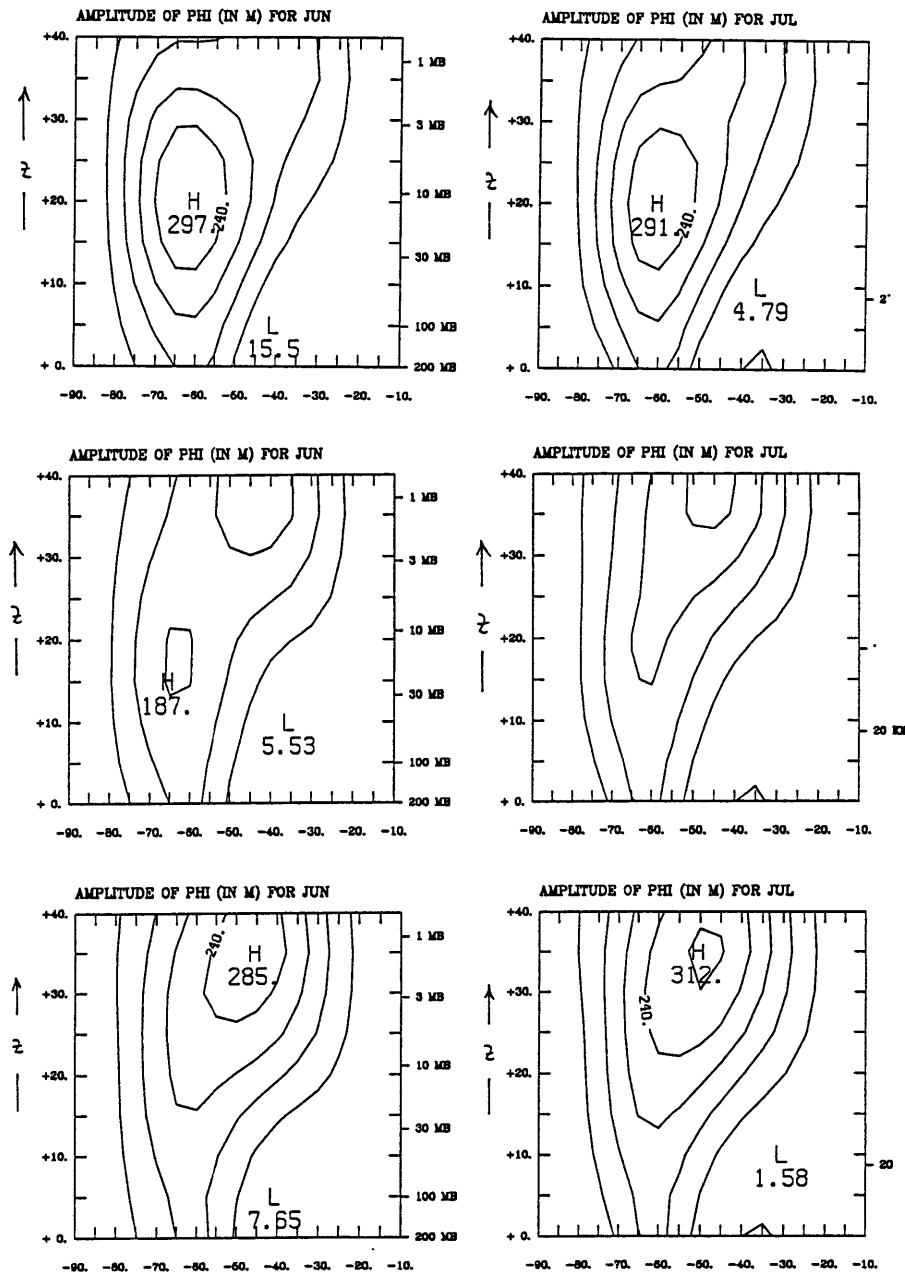 AMPLITUDE OF PHI (IN M) FOR JUN
+40.
+30.
+20.
+10.
+ 0.
z
H
297.
240.
L
15.5
1 MB
3 MB
10 MB
30 MB
100 MB
200 MB
-90. -80. -70. -60. -50. -40. -30. -20. -10.
AMPLITUDE OF PHI (IN M) FOR JUL
+40.
+30.
+20.
+10.
+ 0.
z
H
291.
240.
L
4.79
2
-90. -80. -70. -60. -50. -40. -30. -20. -10.
AMPLITUDE OF PHI (IN M) FOR JUN
+40.
+30.
+20.
+10.
+ 0.
z
H
187.
L
5.53
1 MB
3 MB
10 MB
30 MB
100 MB
200 MB
-90. -80. -70. -60. -50. -40. -30. -20. -10.
AMPLITUDE OF PHI (IN M) FOR JUL
+40.
+30.
+20.
+10.
+ 0.
z
20 KM
-90. -80. -70. -60. -50. -40. -30. -20. -10.
AMPLITUDE OF PHI (IN M) FOR JUN
+40.
+30.
+20.
+10.
+ 0.
z
240.
H
285.
L
7.65
1 MB
3 MB
10 MB
30 MB
100 MB
200 MB
-90. -80. -70. -60. -50. -40. -30. -20. -10.
AMPLITUDE OF PHI (IN M) FOR JUL
+40.
+30.
+20.
+10.
+ 0.
z
H
312.
-240.
L
1.58
20
-90. -80. -70. -60. -50. -40. -30. -20. -10.